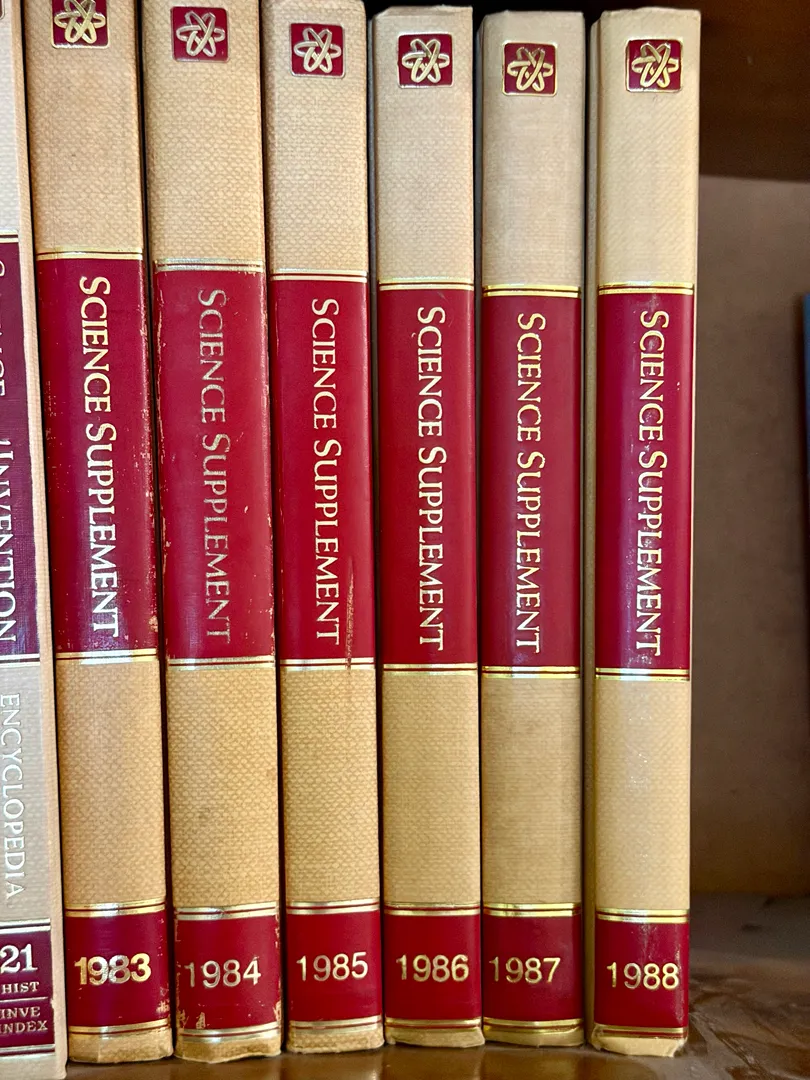 INVENTION
ENCYCLOPEDIA
21
HIST
INVE
INDEX
SCIENCE SUPPLEMENT
1983
SCIENCE SUPPLEMENT
1984
SCIENCE SUPPLEMENT
1985
SCIENCE SUPPLEMENT
1986
SCIENCE SUPPLEMENT
1987
SCIENCE SUPPLEMENT
1988